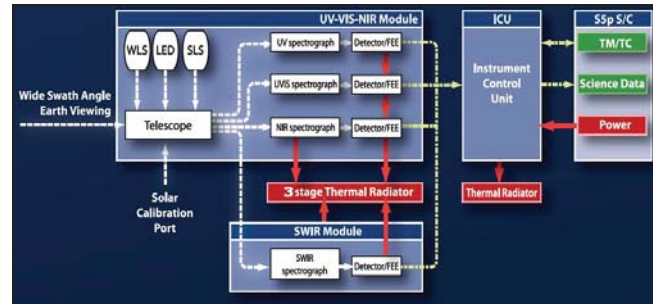 UV-VIS-NIR Module
ICU
S5p S/C
WLS
LED
SLS
UV spectrograph
Detector/FEE
TM/TC
Wide Swath Angle
Earth Viewing
UVIS spectrograph
Detector/FEE
Instrument
Control
Unit
Science Data
Telescope
NIR spectrograph
Detector/FEE
Power
Solar
Calibration
Port
3 stage Thermal Radiator
Thermal Radiator
SWIR Module
SWIR
spectrograph
Detector/FEE